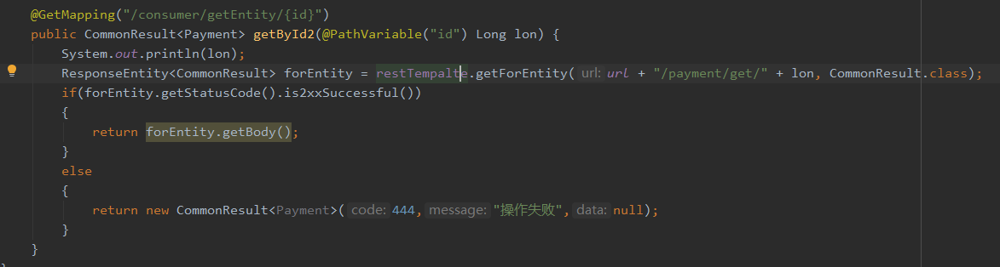 @GetMapping("/consumer/getEntity/{id}")
public CommonResult<Payment> getById2(@PathVariable("id") Long lon) {
System.out.println(lon);
ResponseEntity<CommonResult> forEntity = restTempalte.getForEntity( url: url + "/payment/get/" + lon, CommonResult.class);
if(forEntity.getStatusCode().is2xxSuccessful())
{
return forEntity.getBody();
}
else
{
return new CommonResult<Payment>( code: 444, message: "操作失败", data: null);
}
}
}